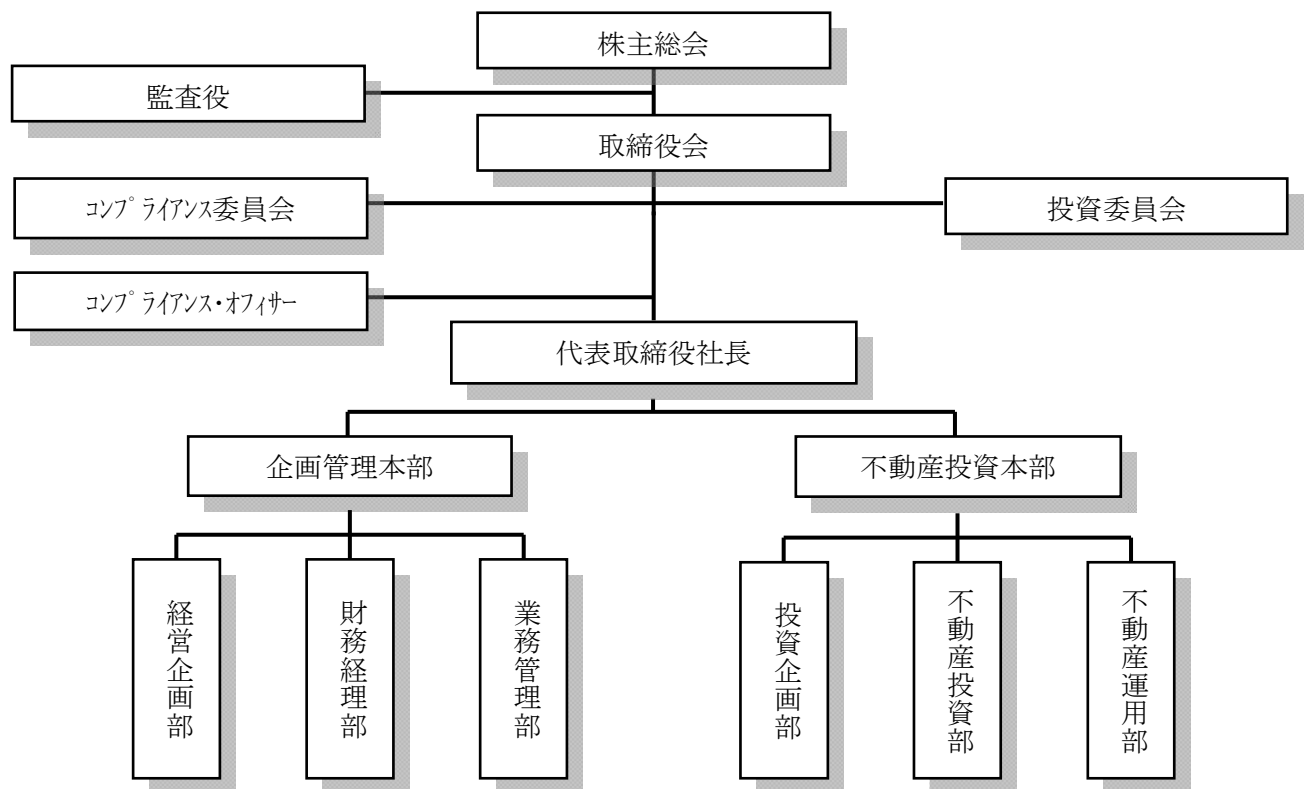 株主総会
監査役
取締役会
ｺﾝﾌﾟﾗｲｱﾝｽ委員会
投資委員会
ｺﾝﾌﾟﾗｲｱﾝｽ・ｵﾌｨｻｰ
代表取締役社長
企画管理本部
不動産投資本部
経営企画部
財務経理部
業務管理部
投資企画部
不動産投資部
不動産運用部